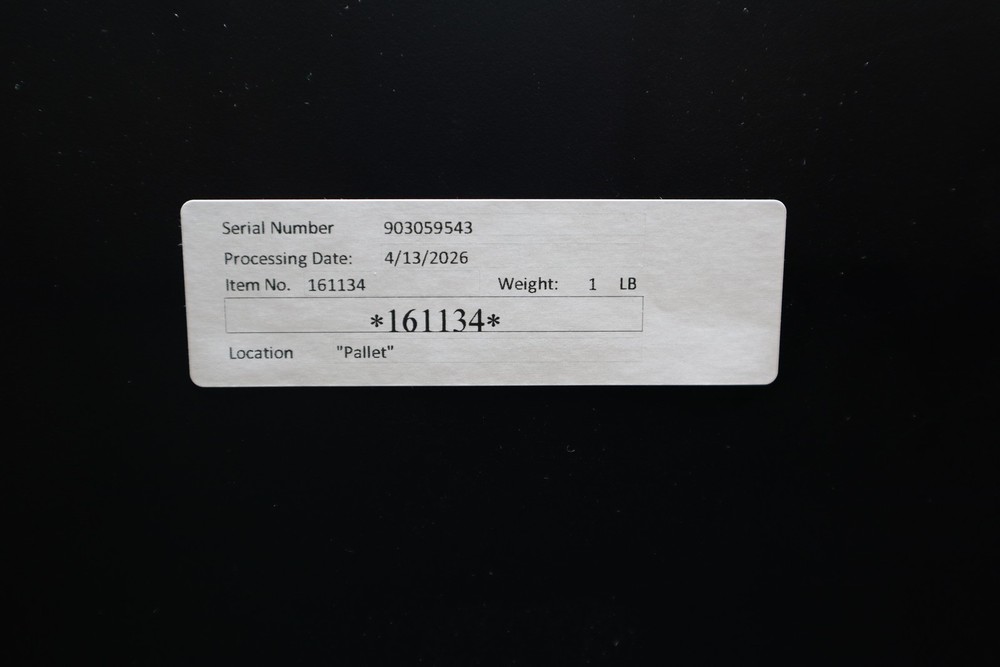 Serial Number 903059543
Processing Date: 4/13/2026
Item No. 161134 Weight: 1 LB
*161134*
Location "Pallet"